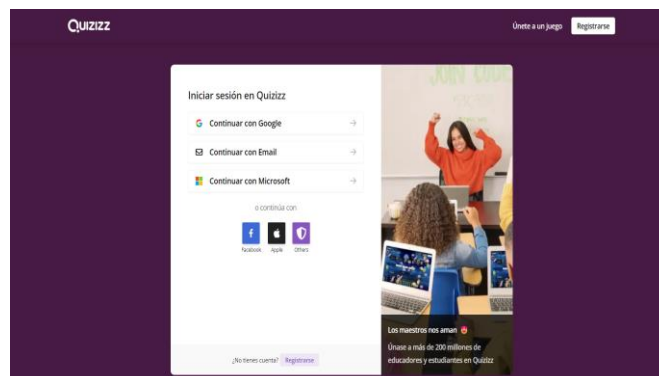 Quizizz
Únete a un juego
Registrarse
JOIN CODE
Iniciar sesión en Quizizz
Continuar con Google
Continuar con Email
Continuar con Microsoft
o continúa con
Facebook
Apple
Others
Los maestros nos aman
Únase a más de 200 millones de
educadores y estudiantes en Quizizz
¿No tienes cuenta? Registrarse